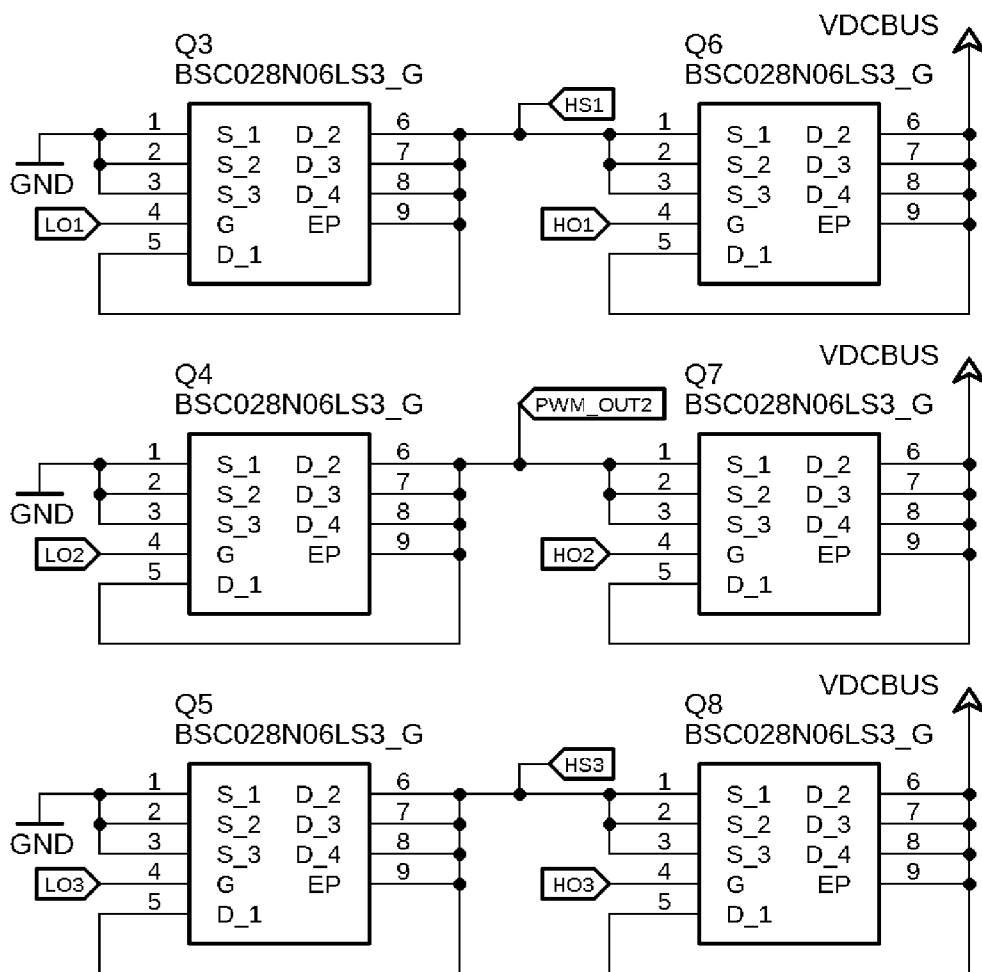 VDCBUS
Q3
BSC028N06LS3_G
Q6
BSC028N06LS3_G
HS1
1 S_1 D_2 6
1 S_1 D_2 6
2 S_2 D_3 7
2 S_2 D_3 7
GND
3 S_3 D_4 8
3 S_3 D_4 8
LO1 4 G EP 9
HO1 4 G EP 9
5 D_1
5 D_1
VDCBUS
Q4
BSC028N06LS3_G
Q7
BSC028N06LS3_G
PWM_OUT2
1 S_1 D_2 6
1 S_1 D_2 6
2 S_2 D_3 7
2 S_2 D_3 7
GND
3 S_3 D_4 8
3 S_3 D_4 8
LO2 4 G EP 9
HO2 4 G EP 9
5 D_1
5 D_1
VDCBUS
Q5
BSC028N06LS3_G
Q8
BSC028N06LS3_G
HS3
1 S_1 D_2 6
1 S_1 D_2 6
2 S_2 D_3 7
2 S_2 D_3 7
GND
3 S_3 D_4 8
3 S_3 D_4 8
LO3 4 G EP 9
HO3 4 G EP 9
5 D_1
5 D_1